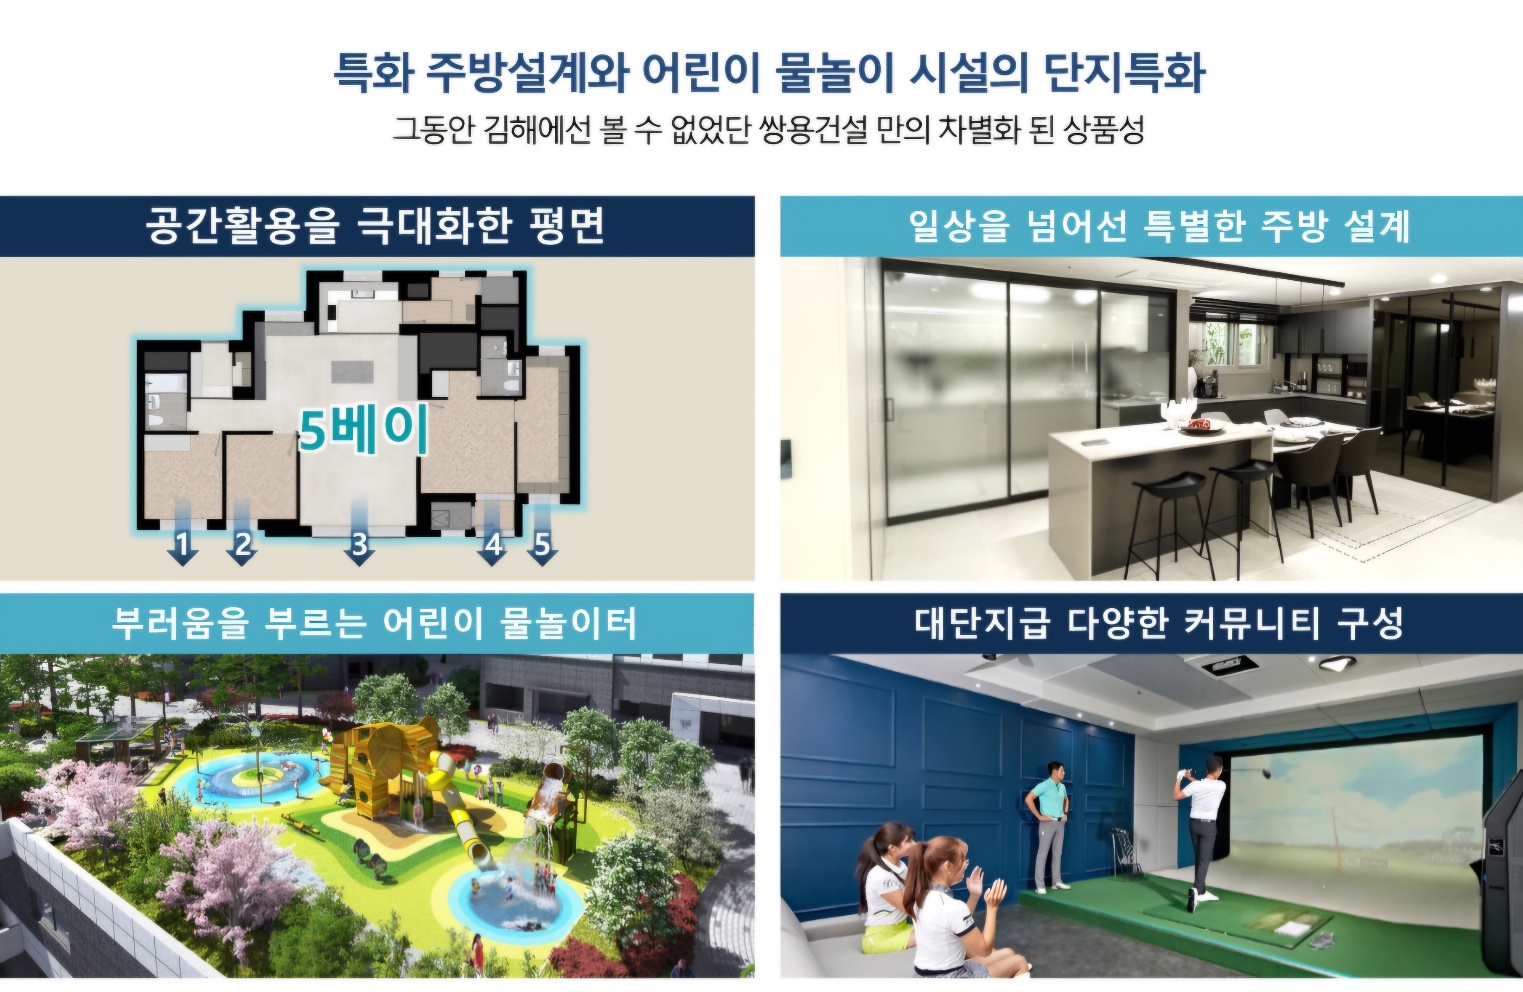 특화 주방설계와 어린이 물놀이 시설의 단지특화
그동안 김해에선 볼 수 없었단 쌍용건설 만의 차별화 된 상품성
공간활용을 극대화한 평면
일상을 넘어선 특별한 주방 설계
5베이
1 2 3 4 5
부러움을 부르는 어린이 물놀이터
대단지급 다양한 커뮤니티 구성